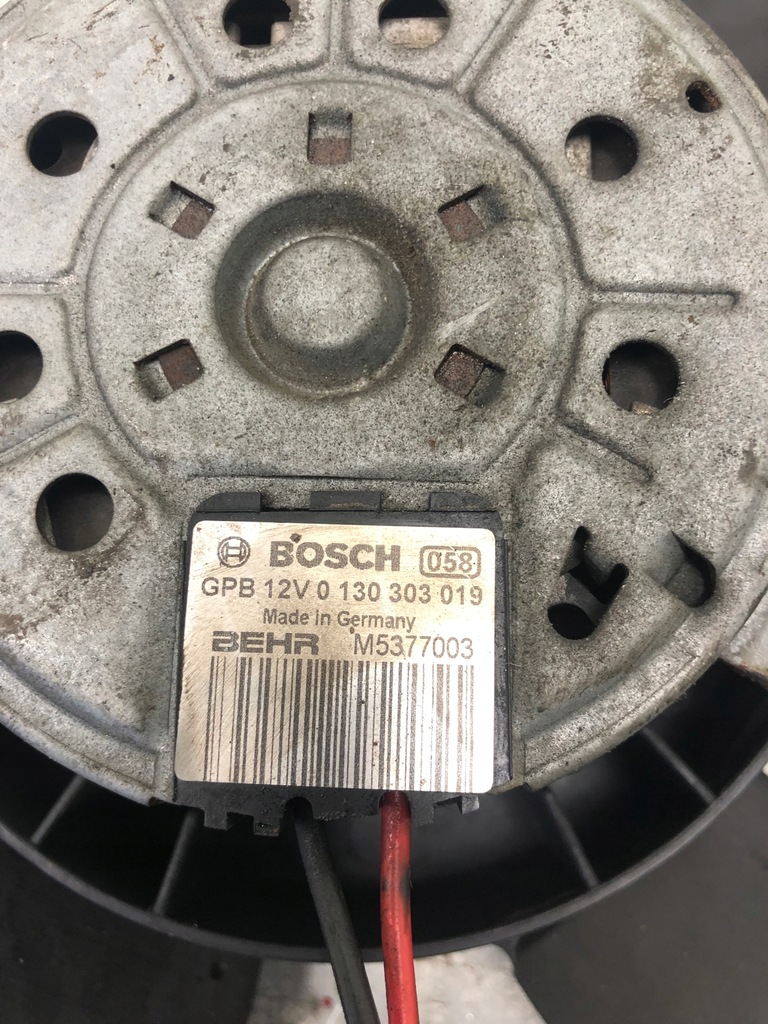 BOSCH 058
GPB 12V 0 130 303 019
Made in Germany
BEHR M5377003